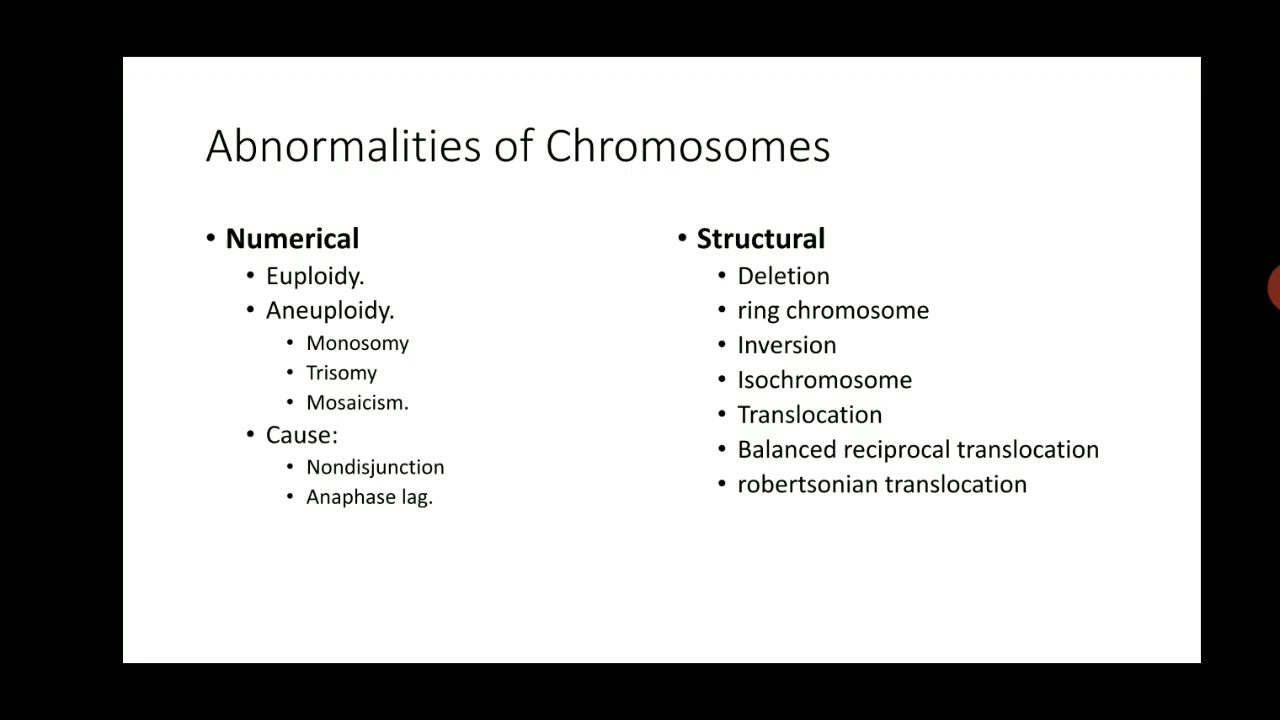 Abnormalities of Chromosomes
• Numerical
• Euploidy.
• Aneuploidy.
• Monosomy
• Trisomy
• Mosaicism.
• Cause:
• Nondisjunction
• Anaphase lag.
• Structural
• Deletion
• ring chromosome
• Inversion
• Isochromosome
• Translocation
• Balanced reciprocal translocation
• robertsonian translocation